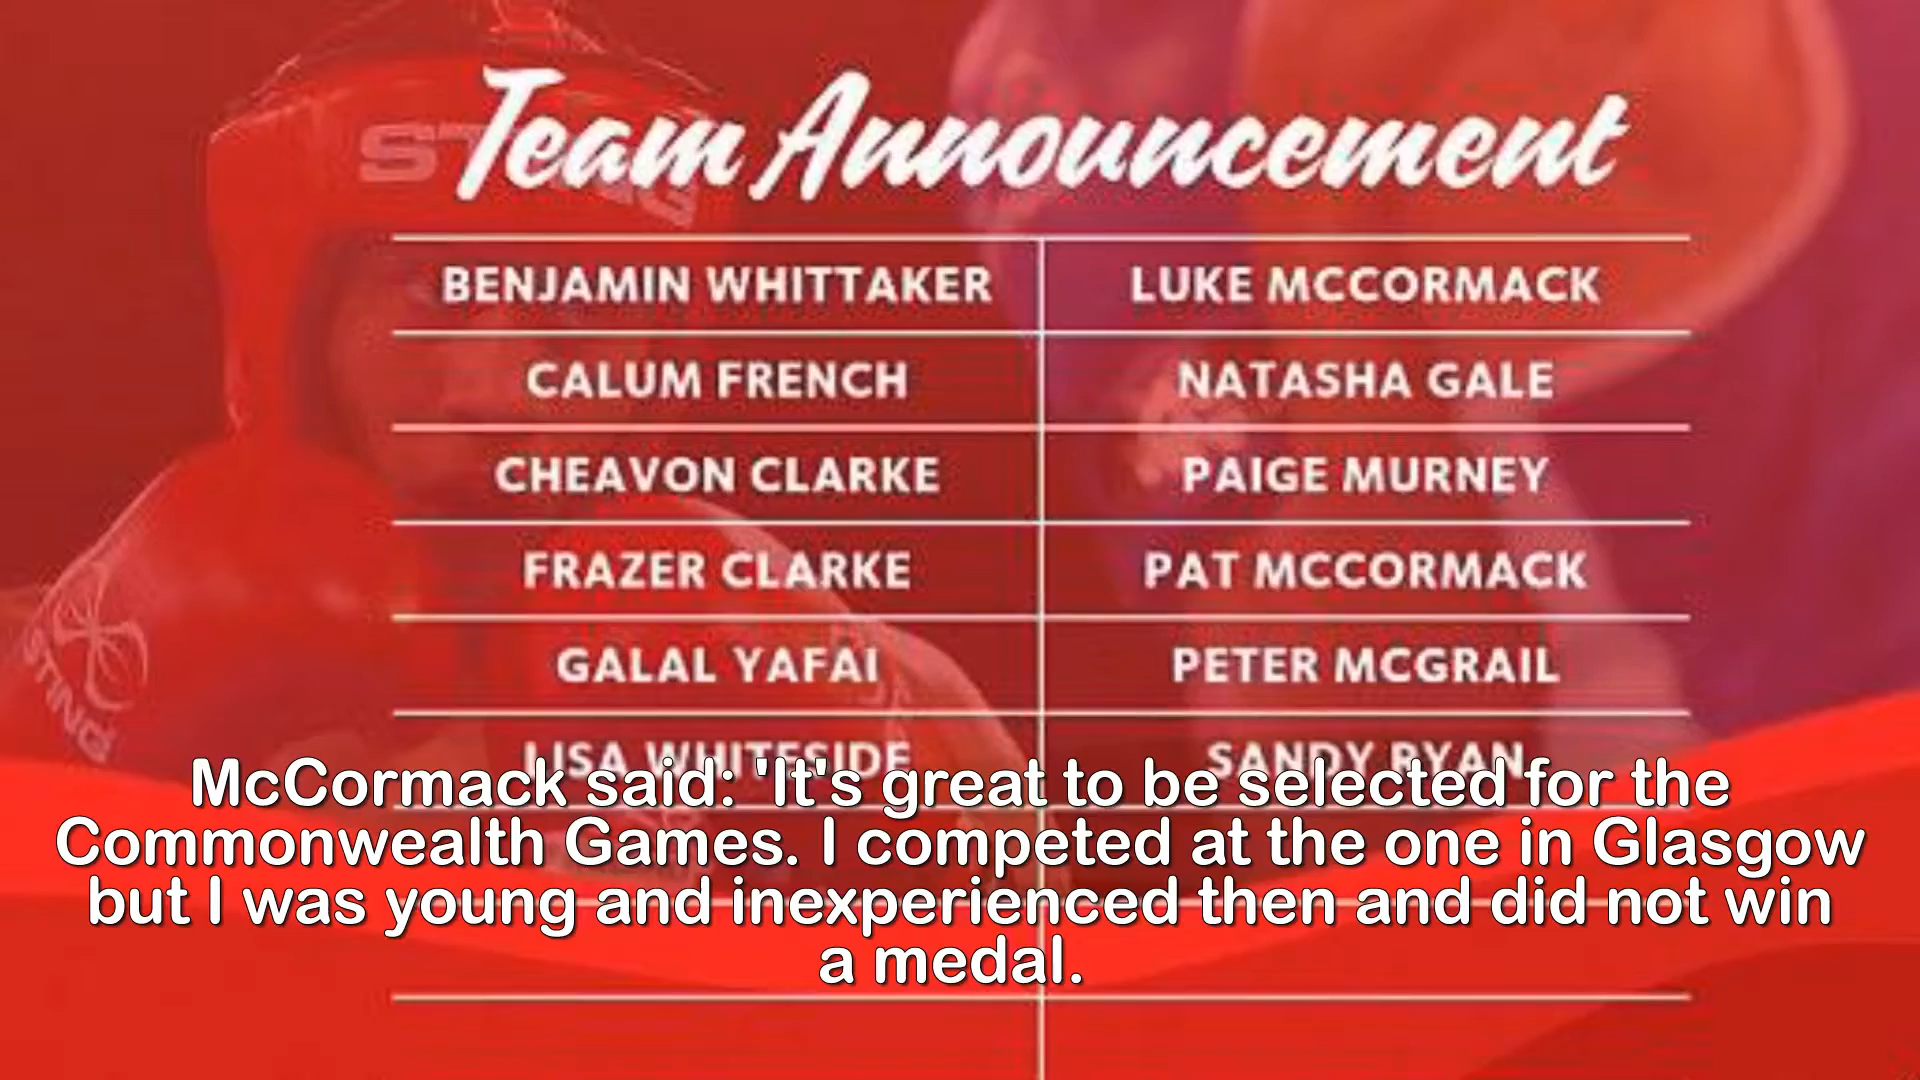 Team Announcement
BENJAMIN WHITTAKER
LUKE MCCORMACK
CALUM FRENCH
NATASHA GALE
CHEAVON CLARKE
PAIGE MURNEY
FRAZER CLARKE
PAT MCCORMACK
GALAL YAFAI
PETER MCGRAIL
LISA WHITESIDE
SANDY RYAN
McCormack said: 'It's great to be selected for the
Commonwealth Games. I competed at the one in Glasgow
but I was young and inexperienced then and did not win
a medal.
STING
STING